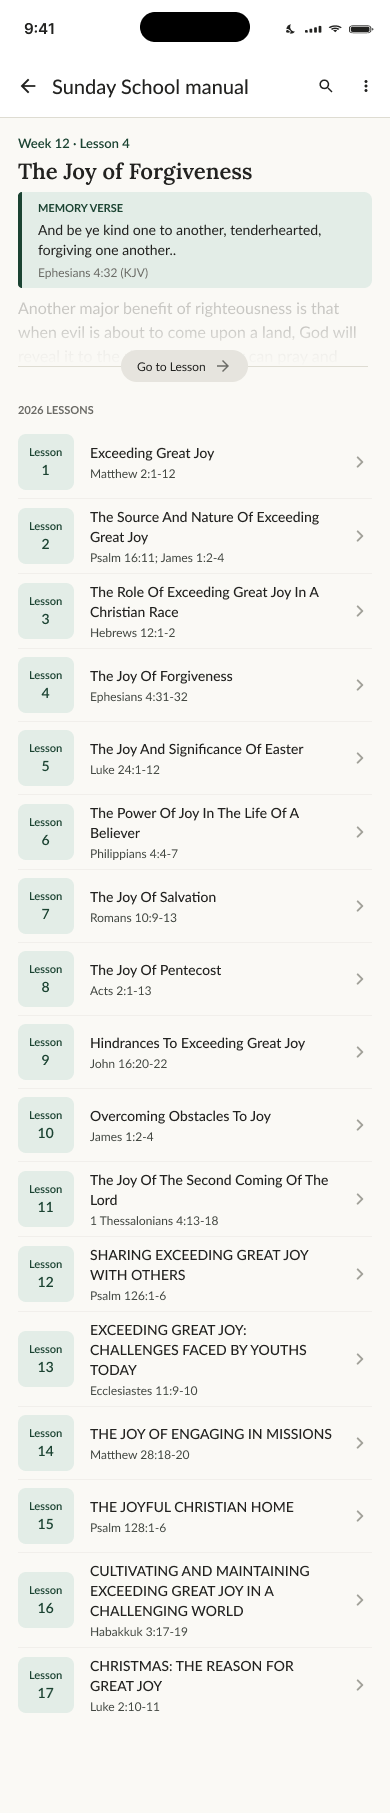 9:41
Sunday School manual
Week 12 · Lesson 4
The Joy of Forgiveness
MEMORY VERSE
And be ye kind one to another, tenderhearted,
forgiving one another..
Ephesians 4:32 (KJV)
Another major benefit of righteousness is that
when evil is about to come upon a land, God will
reveal it to the
can pray and
Go to Lesson
2026 LESSONS
Lesson
1
Exceeding Great Joy
Matthew 2:1-12
Lesson
2
The Source And Nature Of Exceeding
Great Joy
Psalm 16:11; James 1:2-4
Lesson
3
The Role Of Exceeding Great Joy In A
Christian Race
Hebrews 12:1-2
Lesson
4
The Joy Of Forgiveness
Ephesians 4:31-32
Lesson
5
The Joy And Significance Of Easter
Luke 24:1-12
Lesson
6
The Power Of Joy In The Life Of A
Believer
Philippians 4:4-7
Lesson
7
The Joy Of Salvation
Romans 10:9-13
Lesson
8
The Joy Of Pentecost
Acts 2:1-13
Lesson
9
Hindrances To Exceeding Great Joy
John 16:20-22
Lesson
10
Overcoming Obstacles To Joy
James 1:2-4
Lesson
11
The Joy Of The Second Coming Of The
Lord
1 Thessalonians 4:13-18
Lesson
12
SHARING EXCEEDING GREAT JOY
WITH OTHERS
Psalm 126:1-6
Lesson
13
EXCEEDING GREAT JOY:
CHALLENGES FACED BY YOUTHS
TODAY
Ecclesiastes 11:9-10
Lesson
14
THE JOY OF ENGAGING IN MISSIONS
Matthew 28:18-20
Lesson
15
THE JOYFUL CHRISTIAN HOME
Psalm 128:1-6
Lesson
16
CULTIVATING AND MAINTAINING
EXCEEDING GREAT JOY IN A
CHALLENGING WORLD
Habakkuk 3:17-19
Lesson
17
CHRISTMAS: THE REASON FOR
GREAT JOY
Luke 2:10-11